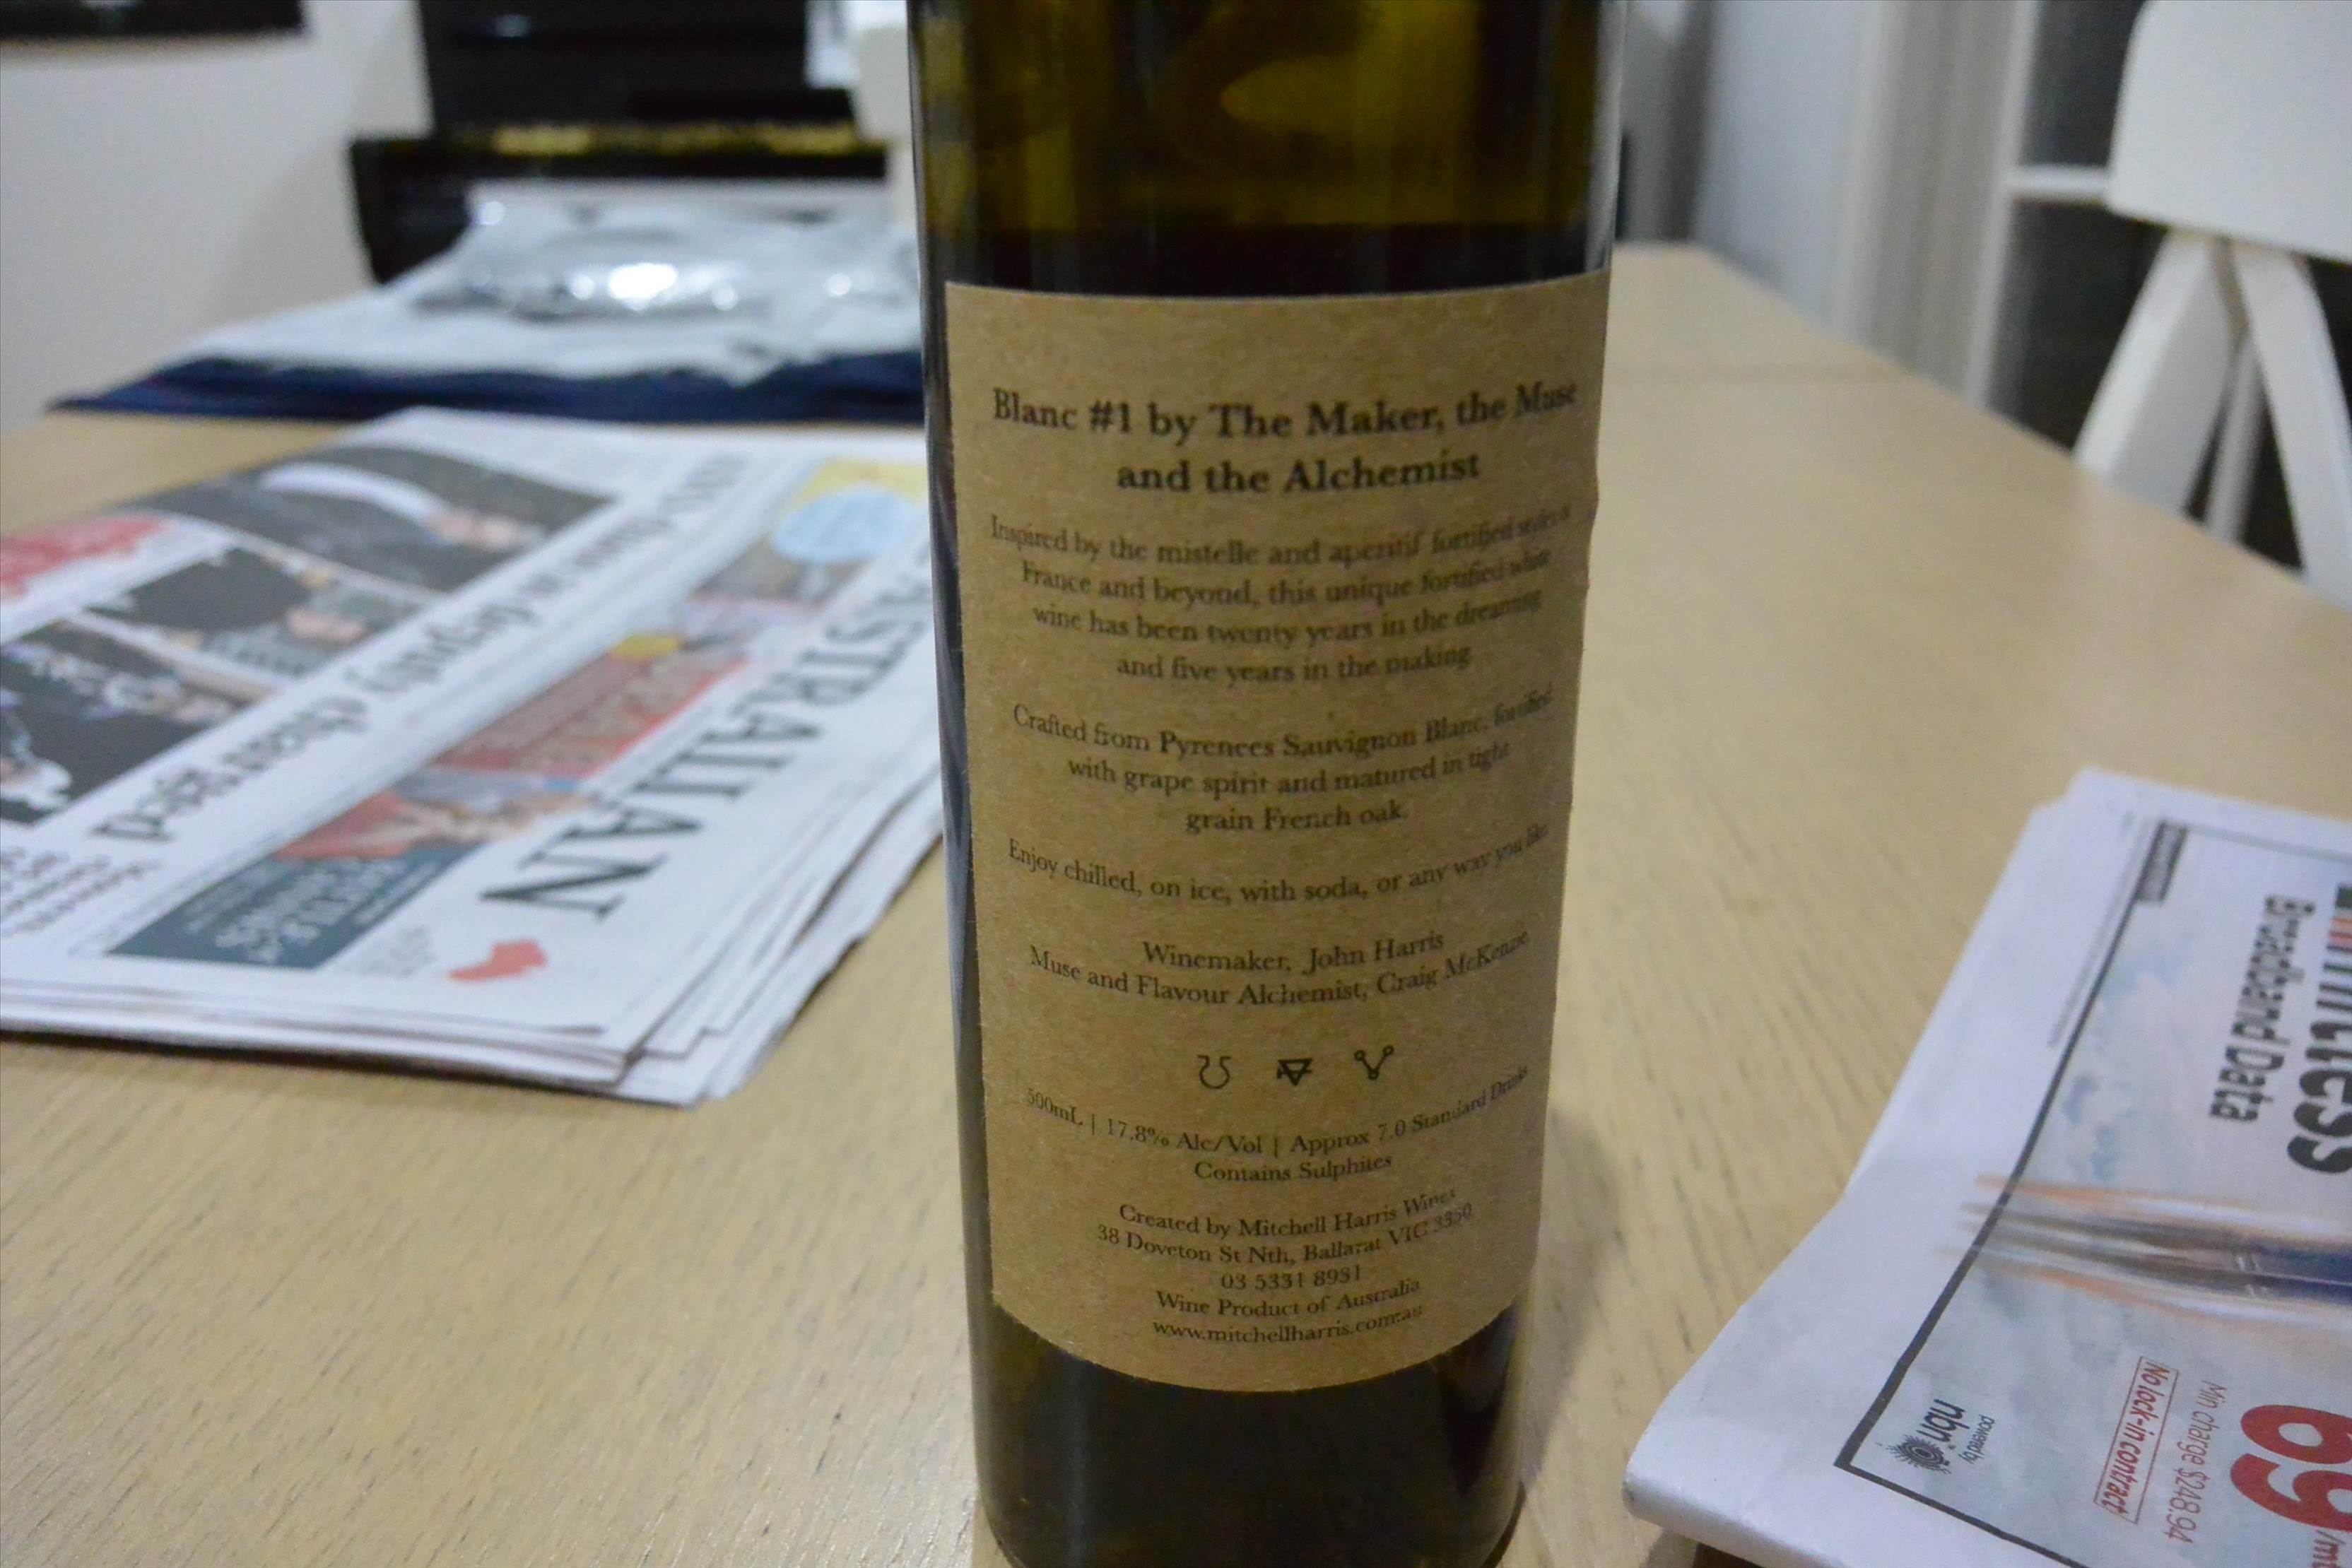 Blanc #1 by The Maker, the Muse
and the Alchemist
Inspired by the mistelle and aperitif fortified styles of
France and beyond, this unique fortified white
wine has been twenty years in the dreaming
and five years in the making.
Crafted from Pyrenees Sauvignon Blanc, fortified
with grape spirit and matured in tight
grain French oak.
Enjoy chilled, on ice, with soda, or any way you like.
Winemaker, John Harris
Muse and Flavour Alchemist, Craig McKenzie
500mL | 17.8% Alc/Vol | Approx 7.0 Standard Drinks
Contains Sulphites
Created by Mitchell Harris Wines
38 Doveton St Nth, Ballarat VIC 3350
03 5331 8931
Wine Product of Australia
www.mitchellharris.com.au
STRALIAN
deputy charged
Broadband Data
powered by
nbn
No lock-in contract
Min charge $248.94
69